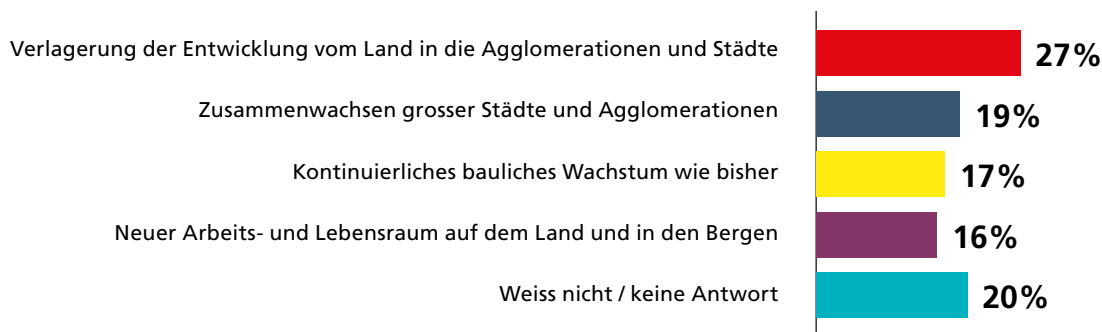 Verlagerung der Entwicklung vom Land in die Agglomerationen und Städte 27%
Zusammenwachsen grosser Städte und Agglomerationen 19%
Kontinuierliches bauliches Wachstum wie bisher 17%
Neuer Arbeits- und Lebensraum auf dem Land und in den Bergen 16%
Weiss nicht / keine Antwort 20%